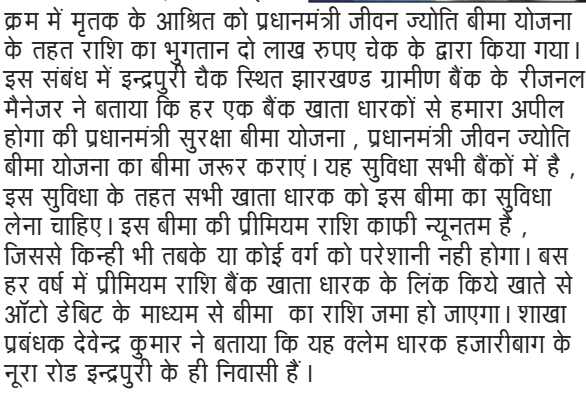 क्रम में मृतक के आश्रित को प्रधानमंत्री जीवन ज्योति बीमा योजना
के तहत राशि का भुगतान दो लाख रुपए चेक के द्वारा किया गया।
इस संबंध में इन्द्रपुरी चैक स्थित झारखण्ड ग्रामीण बैंक के रीजनल
मैनेजर ने बताया कि हर एक बैंक खाता धारकों से हमारा अपील
होगा की प्रधानमंत्री सुरक्षा बीमा योजना , प्रधानमंत्री जीवन ज्योति
बीमा योजना का बीमा जरूर कराएं। यह सुविधा सभी बैंकों में है ,
इस सुविधा के तहत सभी खाता धारक को इस बीमा का सुविधा
लेना चाहिए। इस बीमा की प्रीमियम राशि काफी न्यूनतम है ,
जिससे किन्ही भी तबके या कोई वर्ग को परेशानी नही होगा। बस
हर वर्ष में प्रीमियम राशि बैंक खाता धारक के लिंक किये खाते से
ऑटो डेबिट के माध्यम से बीमा का राशि जमा हो जाएगा। शाखा
प्रबंधक देवेन्द्र कुमार ने बताया कि यह क्लेम धारक हजारीबाग के
नूरा रोड इन्द्रपुरी के ही निवासी हैं।